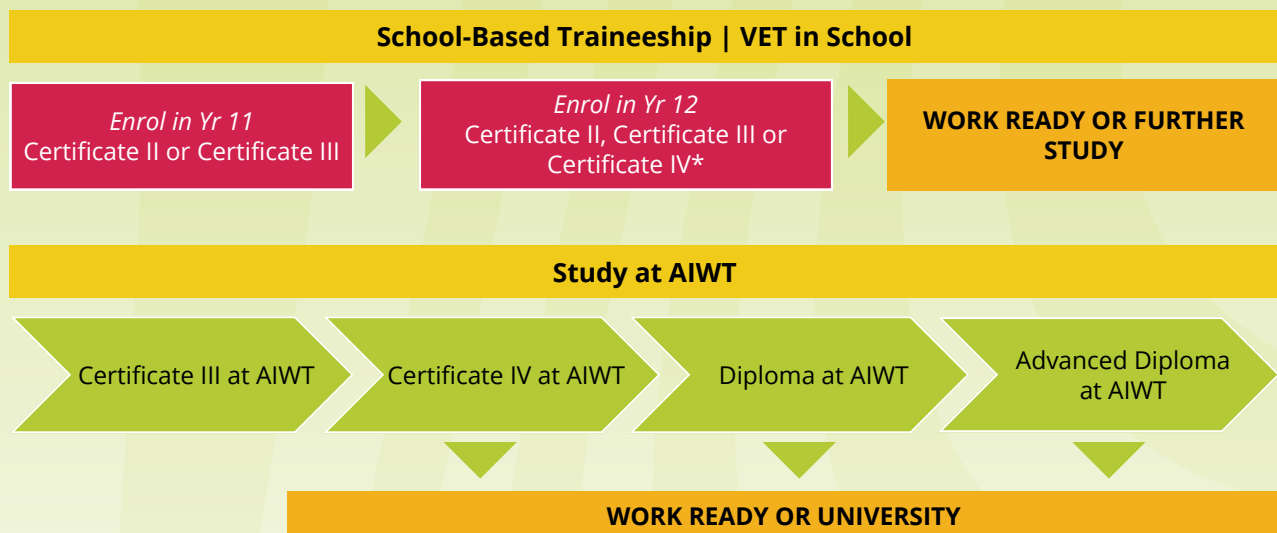 School-Based Traineeship | VET in School
Enrol in Yr 11
Certificate II or Certificate III
Enrol in Yr 12
Certificate II, Certificate III or
Certificate IV*
WORK READY OR FURTHER
STUDY
Study at AIWT
Certificate III at AIWT
Certificate IV at AIWT
Diploma at AIWT
Advanced Diploma
at AIWT
WORK READY OR UNIVERSITY